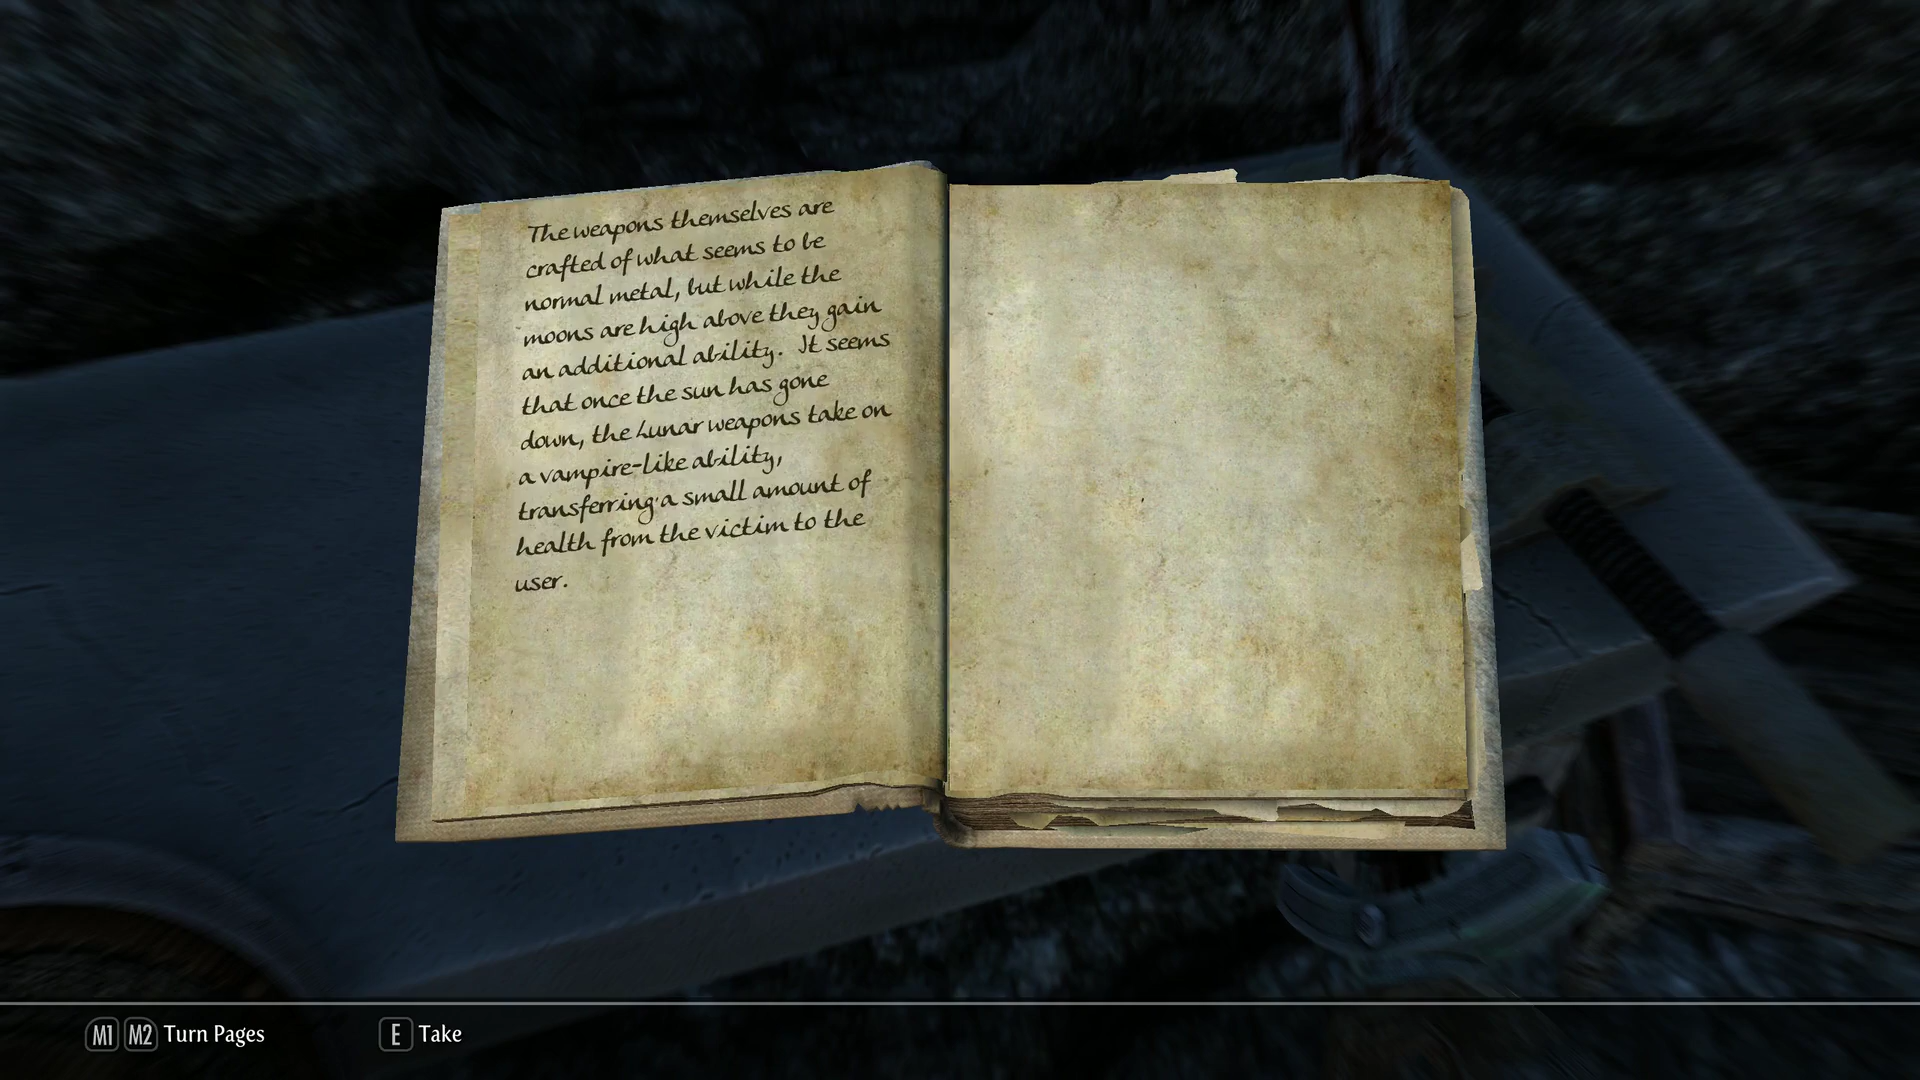 The weapons themselves are
crafted of what seems to be
normal metal, but while the
moons are high above they gain
an additional ability.  It seems
that once the sun has gone
down, the Lunar weapons take on
a vampire-like ability,
transferring a small amount of
health from the victim to the
user.
M1 M2 Turn Pages E Take